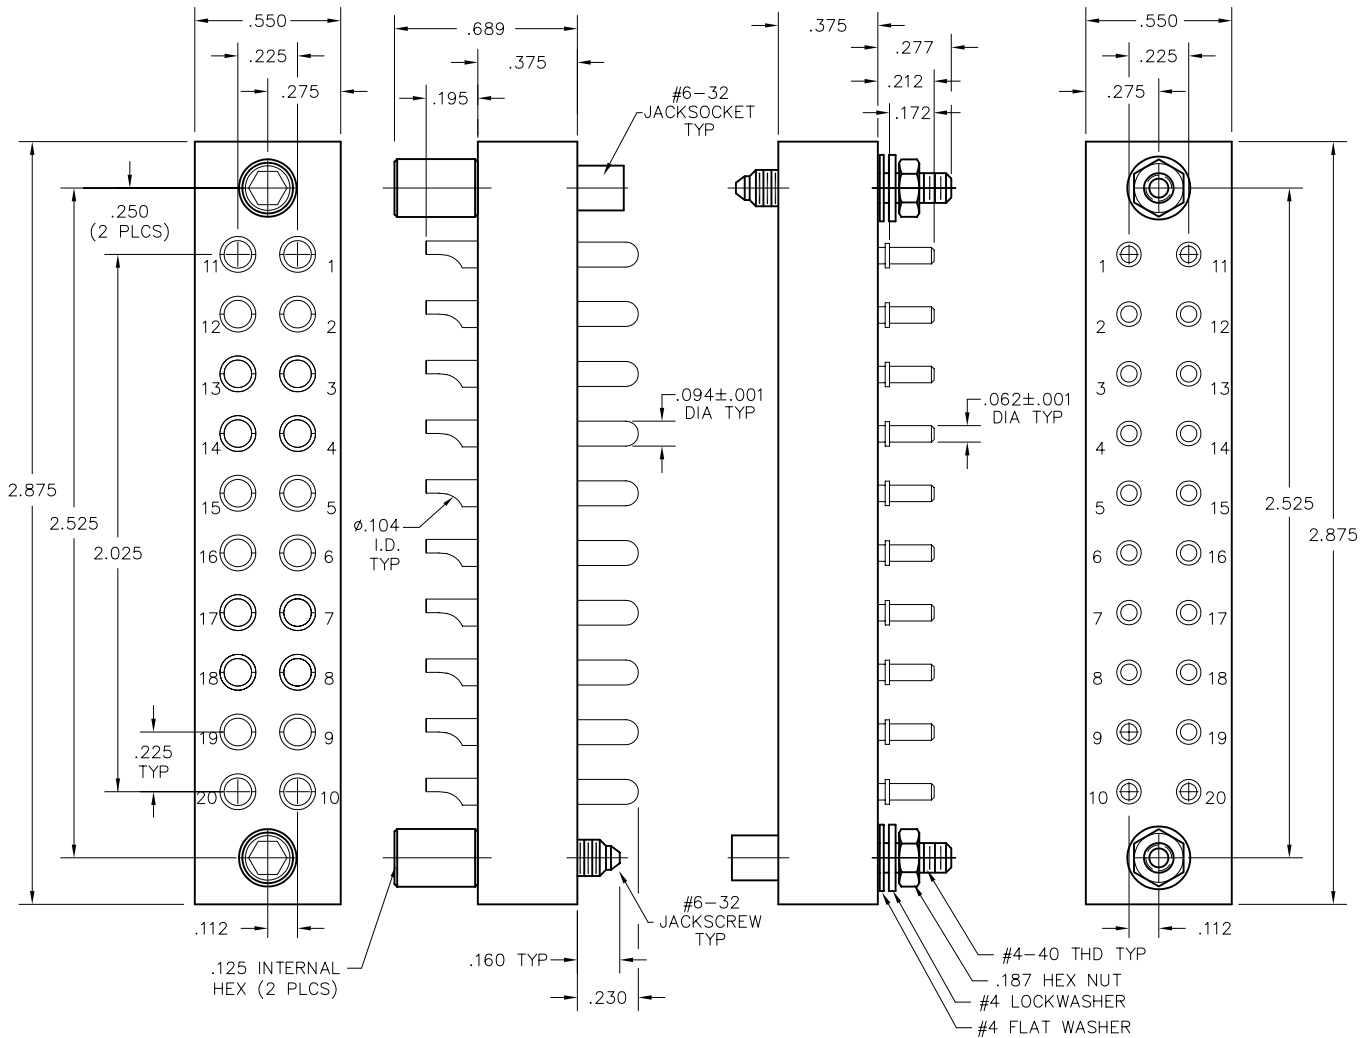 .550
.689
.375
.550
.225
.375
.277
.225
.275
.195
#6-32
JACKSOCKET
TYP
.212
.172
.275
.250
(2 PLCS)
11 1
12 2
13 3
14 4
15 5
16 6
17 7
18 8
19 9
20 10
2.875
2.525
2.025
.225
TYP
.112
.125 INTERNAL
HEX (2 PLCS)
.094±.001
DIA TYP
ø.104
I.D.
TYP
#6-32
JACKSCREW
TYP
.160 TYP
.230
.062±.001
DIA TYP
#4-40 THD TYP
.187 HEX NUT
#4 LOCKWASHER
#4 FLAT WASHER
1 11
2 12
3 13
4 14
5 15
6 16
7 17
8 18
9 19
10 20
2.525
2.875
.112